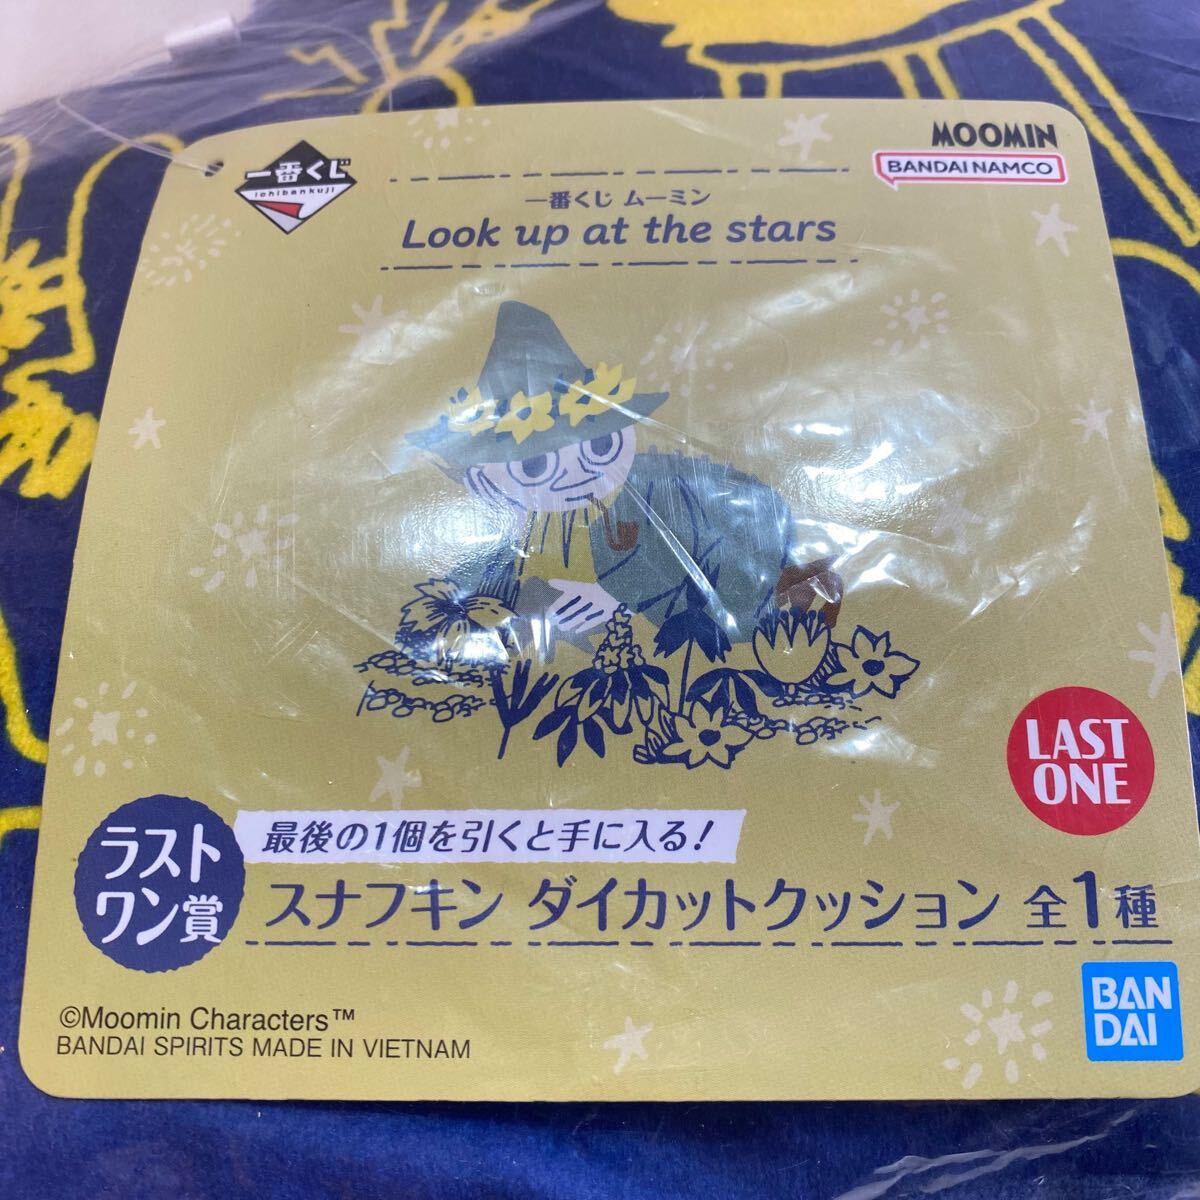 一番くじ
ichibankuji
MOOMIN
BANDAI NAMCO
一番くじ ムーミン
Look up at the stars
LAST
ONE
ラスト
ワン賞
最後の1個を引くと手に入る!
スナフキン ダイカットクッション 全1種
©Moomin Characters™
BANDAI SPIRITS MADE IN VIETNAM
BAN
DAI